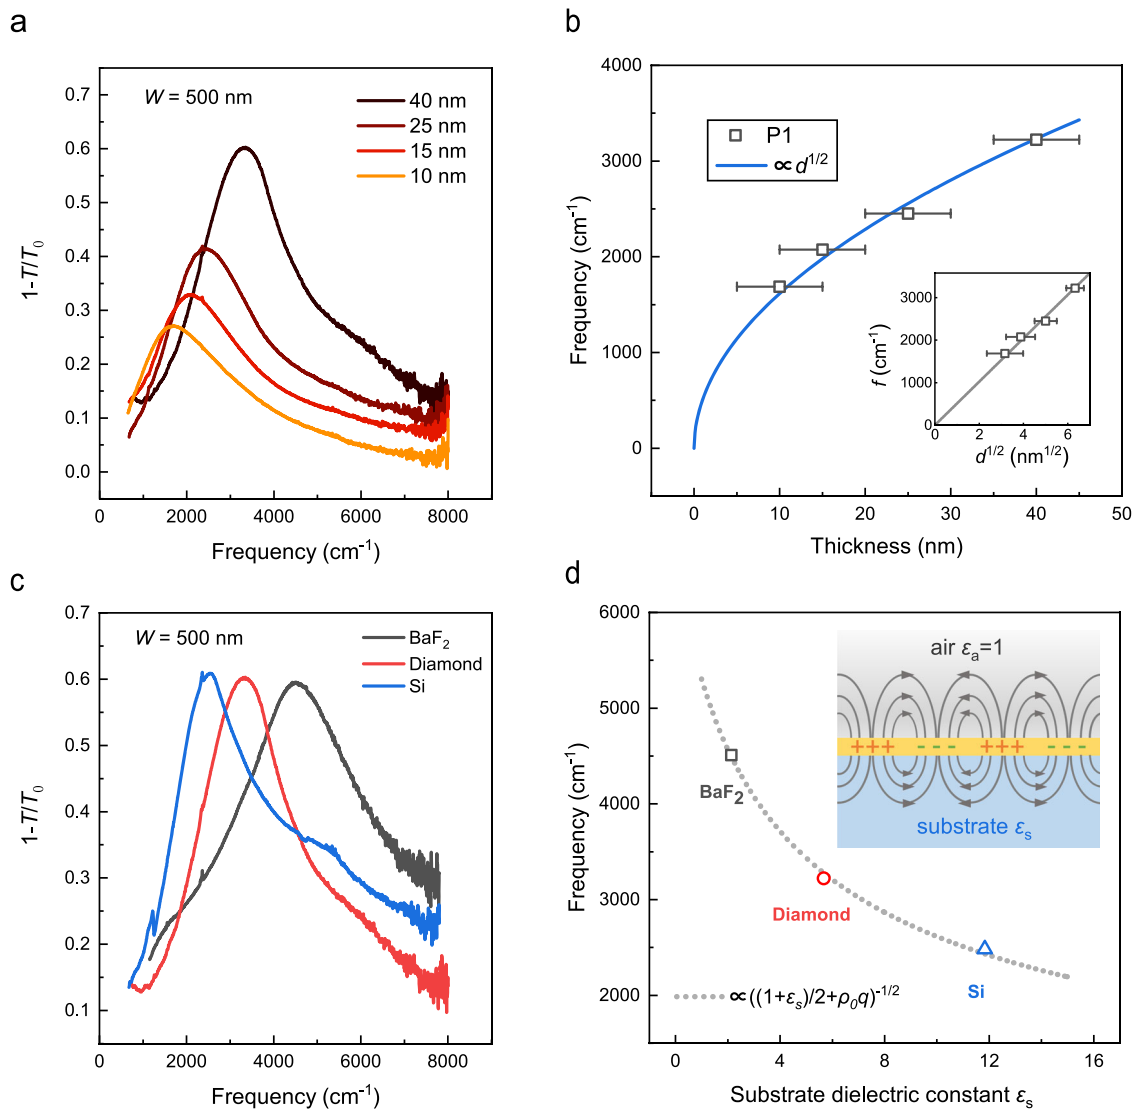 a
W = 500 nm
40 nm
25 nm
15 nm
10 nm
0.7
0.6
0.5
0.4
0.3
0.2
0.1
0.0
1-T/T₀
0
2000
4000
6000
8000
Frequency (cm⁻¹)
b
4000
3000
2000
1000
0
Frequency (cm⁻¹)
P1
∝ d^1/2
3000
2000
1000
0
f (cm⁻¹)
0
2
4
6
d^1/2 (nm^1/2)
0
10
20
30
40
50
Thickness (nm)
c
W = 500 nm
BaF₂
Diamond
Si
0.7
0.6
0.5
0.4
0.3
0.2
0.1
1-T/T₀
0
2000
4000
6000
8000
Frequency (cm⁻¹)
d
6000
5000
4000
3000
2000
Frequency (cm⁻¹)
air εₐ=1
+ + +
- - -
+ + +
- - -
substrate εₛ
BaF₂
Diamond
Si
∝ ((1+εₛ)/2+ρ₀q)^-1/2
0
4
8
12
16
Substrate dielectric constant εₛ